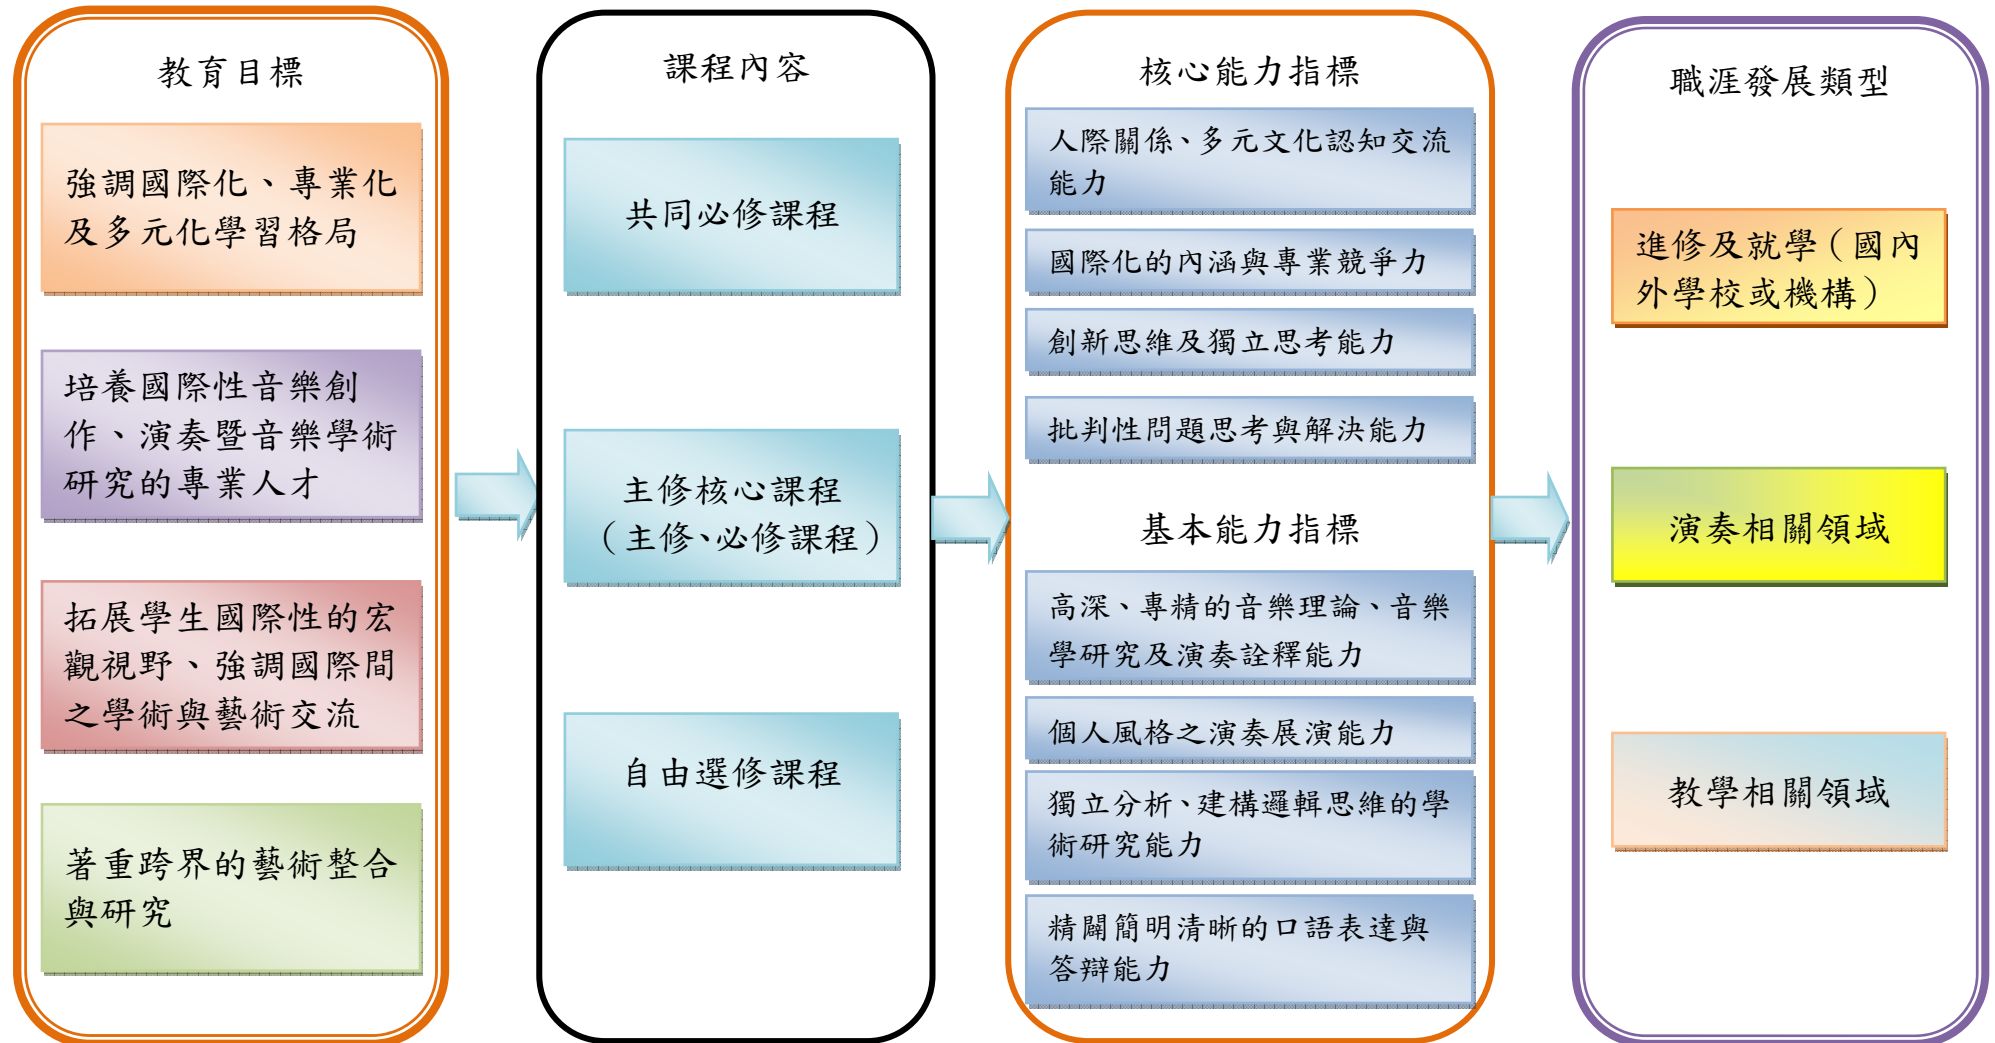 教育目標
強調國際化、專業化
及多元化學習格局
培養國際性音樂創
作、演奏暨音樂學術
研究的專業人才
拓展學生國際性的宏
觀視野、強調國際間
之學術與藝術交流
著重跨界的藝術整合
與研究
課程內容
共同必修課程
主修核心課程
（主修、必修課程）
自由選修課程
核心能力指標
人際關係、多元文化認知交流
能力
國際化的內涵與專業競爭力
創新思維及獨立思考能力
批判性問題思考與解決能力
基本能力指標
高深、專精的音樂理論、音樂
學研究及演奏詮釋能力
個人風格之演奏展演能力
獨立分析、建構邏輯思維的學
術研究能力
精闢簡明清晰的口語表達與
答辯能力
職涯發展類型
進修及就學（國內
外學校或機構）
演奏相關領域
教學相關領域